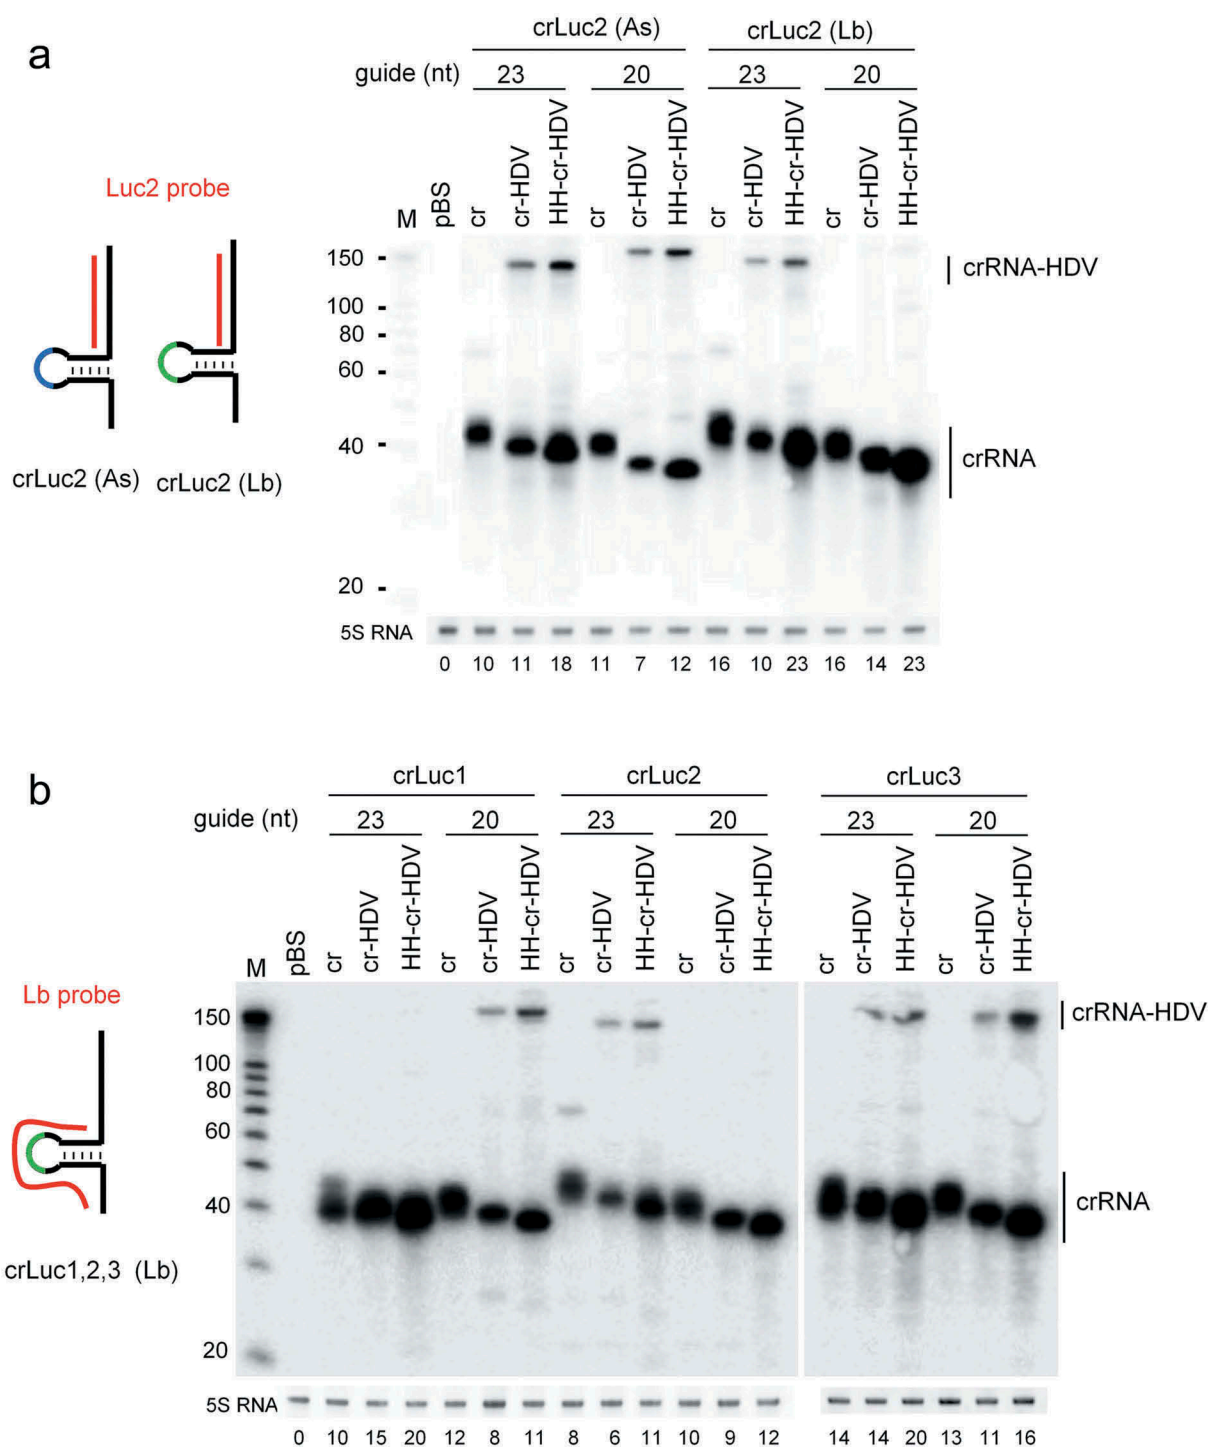 a
crLuc2 (As) crLuc2 (Lb)
guide (nt) 23 20 23 20
Luc2 probe
M pBS cr cr-HDV HH-cr-HDV cr cr-HDV HH-cr-HDV cr cr-HDV HH-cr-HDV cr cr-HDV HH-cr-HDV
150
crRNA-HDV
100
80
60
40
crRNA
crLuc2 (As) crLuc2 (Lb)
20
5S RNA
0 10 11 18 11 7 12 16 10 23 16 14 23
b
crLuc1 crLuc2 crLuc3
guide (nt) 23 20 23 20 23 20
M pBS cr cr-HDV HH-cr-HDV cr cr-HDV HH-cr-HDV cr cr-HDV HH-cr-HDV cr cr-HDV HH-cr-HDV cr cr-HDV HH-cr-HDV cr cr-HDV HH-cr-HDV
Lb probe
150
crRNA-HDV
100
80
60
40
crRNA
crLuc1,2,3 (Lb)
20
5S RNA
0 10 15 20 12 8 11 8 6 11 10 9 12 14 14 20 13 11 16